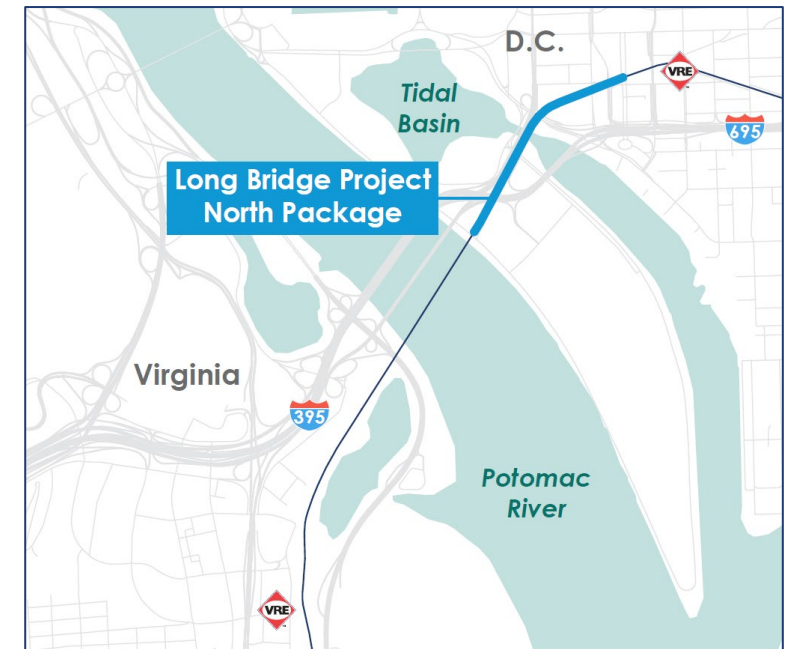 D.C.
VRE
Tidal
Basin
695
Long Bridge Project
North Package
Virginia
395
Potomac
River
VRE